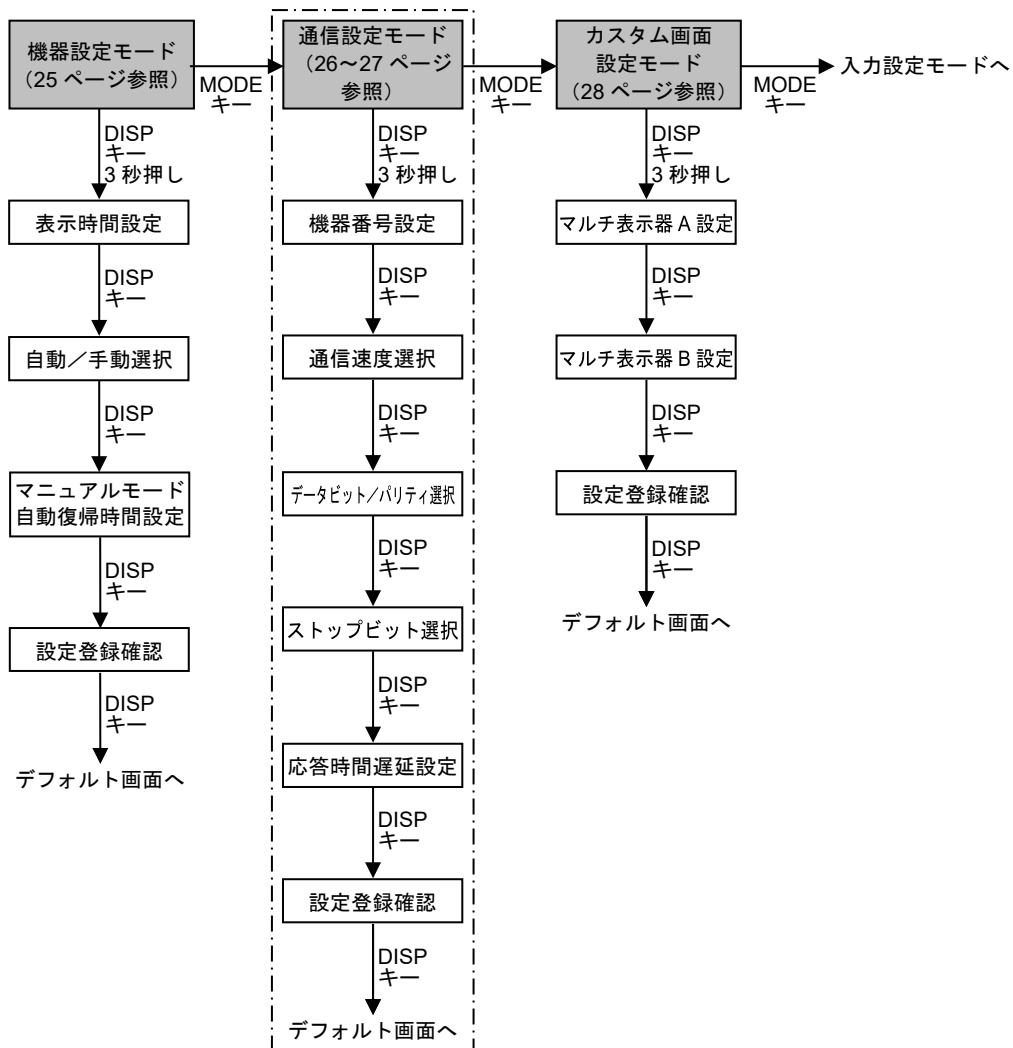 機器設定モード
（25 ページ参照）
MODE
キー
通信設定モード
（26～27 ページ
参照）
MODE
キー
カスタム画面
設定モード
（28 ページ参照）
MODE
キー
入力設定モードへ
DISP
キー
3 秒押し
表示時間設定
DISP
キー
自動／手動選択
DISP
キー
マニュアルモード
自動復帰時間設定
DISP
キー
設定登録確認
DISP
キー
デフォルト画面へ
DISP
キー
3 秒押し
機器番号設定
DISP
キー
通信速度選択
DISP
キー
データビット／パリティ選択
DISP
キー
ストップビット選択
DISP
キー
応答時間遅延設定
DISP
キー
設定登録確認
DISP
キー
デフォルト画面へ
DISP
キー
3 秒押し
マルチ表示器 A 設定
DISP
キー
マルチ表示器 B 設定
DISP
キー
設定登録確認
DISP
キー
デフォルト画面へ